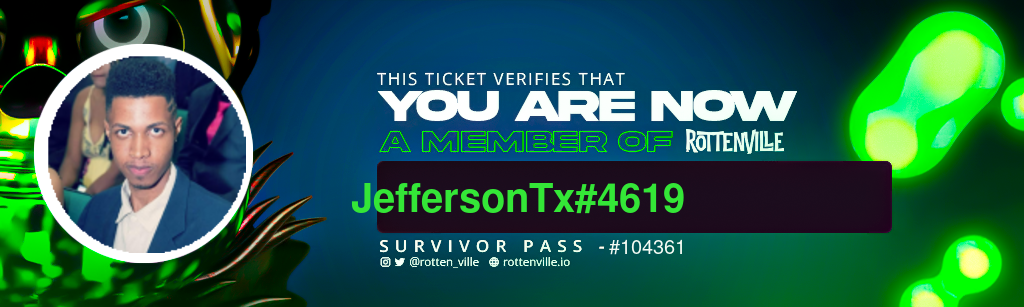 THIS TICKET VERIFIES THAT
YOU ARE NOW
A MEMBER OF ROTTENVILLE
JeffersonTx#4619
SURVIVOR PASS - #104361
@rotten_ville rottenville.io